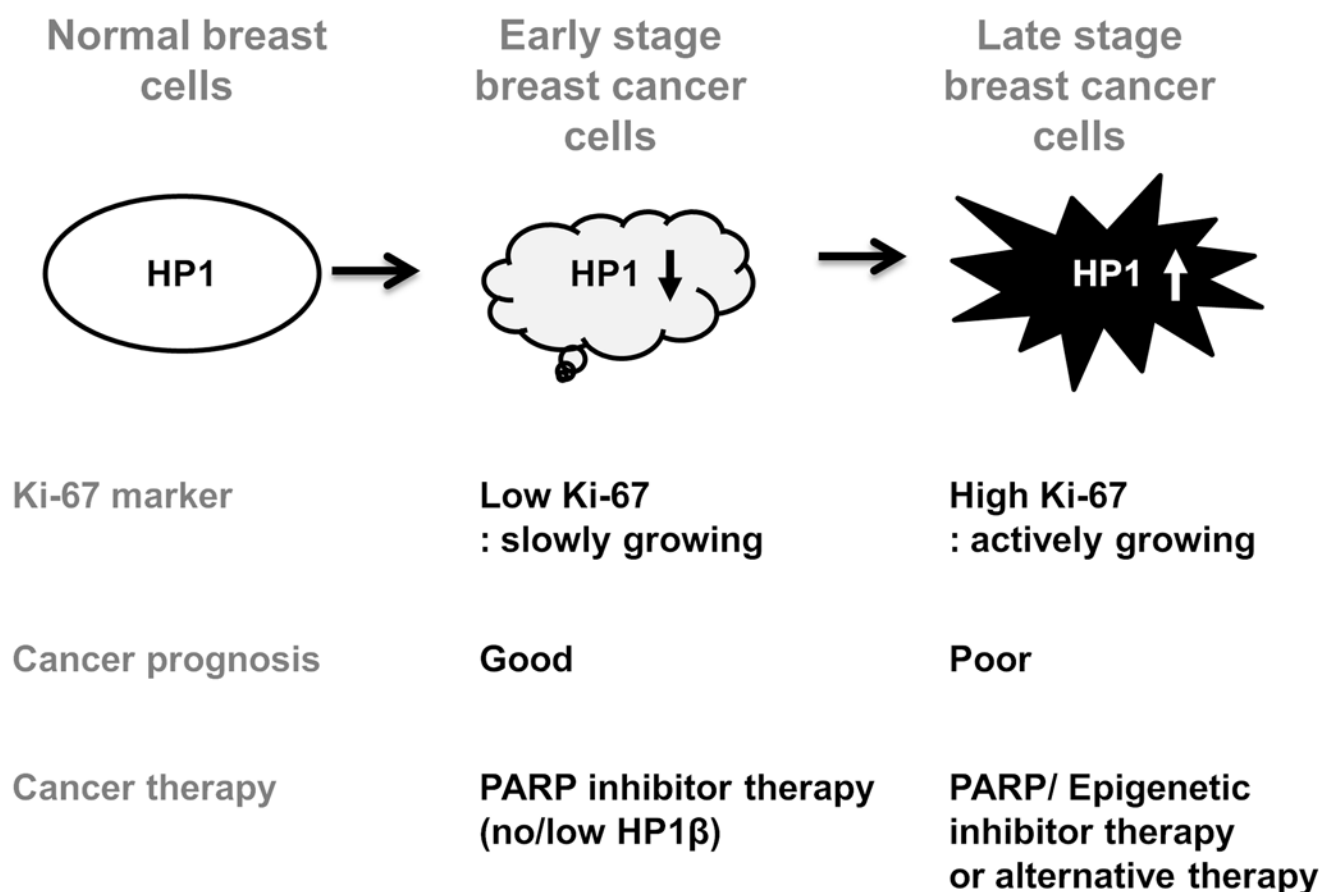 Normal breast
cells
Early stage
breast cancer
cells
Late stage
breast cancer
cells
HP1
HP1
HP1
Ki-67 marker
Low Ki-67
: slowly growing
High Ki-67
: actively growing
Cancer prognosis
Good
Poor
Cancer therapy
PARP inhibitor therapy
(no/low HP1β)
PARP/ Epigenetic
inhibitor therapy
or alternative therapy